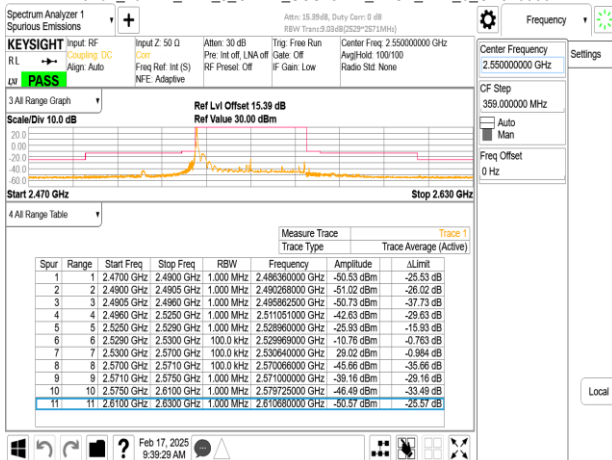 Spectrum Analyzer 1
Spurious Emissions
Attn: 15.39dB, Duty Corr: 0 dB
RBW Trans:9.03dB(2529~2571MHz)
Frequency
KEYSIGHT
RL
LXI
PASS
Input: RF
Coupling: DC
Align: Auto
Input Z: 50 Ω
Corr
Freq Ref: Int (S)
NFE: Adaptive
Atten: 30 dB
Pre: Int off, LNA off
RF Preset: Off
Trig: Free Run
Gate: Off
IF Gain: Low
Center Freq: 2.550000000 GHz
Avg|Hold: 100/100
Radio Std: None
Center Frequency
2.550000000 GHz
Settings
CF Step
359.000000 MHz
Auto
Man
Freq Offset
0 Hz
Local
3 All Range Graph
Scale/Div 10.0 dB
Ref Lvl Offset 15.39 dB
Ref Value 30.00 dBm
20.0
0.00
-20.0
-40.0
-60.0
Start 2.470 GHz
Stop 2.630 GHz
4 All Range Table
Measure Trace Trace 1
Trace Type Trace Average (Active)
Spur Range Start Freq Stop Freq RBW Frequency Amplitude ΔLimit
1 1 2.4700 GHz 2.4900 GHz 1.000 MHz 2.486360000 GHz -50.53 dBm -25.53 dB
2 2 2.4900 GHz 2.4905 GHz 1.000 MHz 2.490268000 GHz -51.02 dBm -26.02 dB
3 3 2.4905 GHz 2.4960 GHz 1.000 MHz 2.495862500 GHz -50.73 dBm -37.73 dB
4 4 2.4960 GHz 2.5250 GHz 1.000 MHz 2.511051000 GHz -42.63 dBm -29.63 dB
5 5 2.5250 GHz 2.5290 GHz 1.000 MHz 2.528960000 GHz -25.93 dBm -15.93 dB
6 6 2.5290 GHz 2.5300 GHz 100.0 kHz 2.529969000 GHz -10.76 dBm -0.763 dB
7 7 2.5300 GHz 2.5700 GHz 100.0 kHz 2.530640000 GHz 29.02 dBm -0.984 dB
8 8 2.5700 GHz 2.5710 GHz 100.0 kHz 2.570066000 GHz -45.66 dBm -35.66 dB
9 9 2.5710 GHz 2.5750 GHz 1.000 MHz 2.571000000 GHz -39.16 dBm -29.16 dB
10 10 2.5750 GHz 2.6100 GHz 1.000 MHz 2.579725000 GHz -46.49 dBm -33.49 dB
11 11 2.6100 GHz 2.6300 GHz 1.000 MHz 2.610680000 GHz -50.57 dBm -25.57 dB
Feb 17, 2025
9:39:29 AM